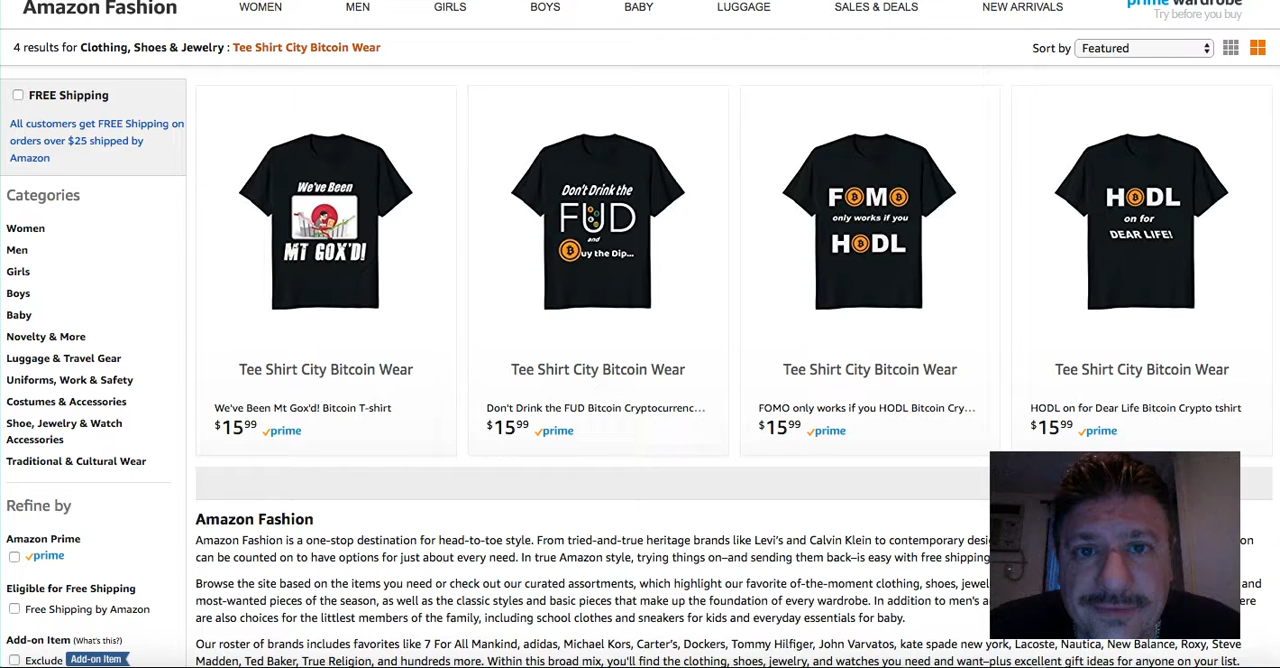 Amazon Fashion
WOMEN MEN GIRLS BOYS BABY LUGGAGE SALES & DEALS NEW ARRIVALS
prime wardrobe
Try before you buy
4 results for Clothing, Shoes & Jewelry : Tee Shirt City Bitcoin Wear
Sort by Featured
FREE Shipping
All customers get FREE Shipping on
orders over $25 shipped by
Amazon
Categories
Women
Men
Girls
Boys
Baby
Novelty & More
Luggage & Travel Gear
Uniforms, Work & Safety
Costumes & Accessories
Shoe, Jewelry & Watch
Accessories
Traditional & Cultural Wear
Refine by
Amazon Prime
prime
Eligible for Free Shipping
Free Shipping by Amazon
Add-on Item (What's this?)
Exclude Add-on Item
We've Been
MT GOX'D!
Tee Shirt City Bitcoin Wear
We've Been Mt Gox'd! Bitcoin T-shirt
$15.99 prime
Don't Drink the
FUD
and
Buy the Dip...
Tee Shirt City Bitcoin Wear
Don't Drink the FUD Bitcoin Cryptocurrenc...
$15.99 prime
FOMO
only works if you
HODL
Tee Shirt City Bitcoin Wear
FOMO only works if you HODL Bitcoin Cry...
$15.99 prime
HODL
on for
DEAR LIFE!
Tee Shirt City Bitcoin Wear
HODL on for Dear Life Bitcoin Crypto tshirt
$15.99 prime
Amazon Fashion
Amazon Fashion is a one-stop destination for head-to-toe style. From tried-and-true heritage brands like Levi's and Calvin Klein to contemporary desi on
can be counted on to have options for just about every need. In true Amazon style, trying things on—and sending them back—is easy with free shipping
Browse the site based on the items you need or check out our curated assortments, which highlight our favorite of-the-moment clothing, shoes, jewel and
most-wanted pieces of the season, as well as the classic styles and basic pieces that make up the foundation of every wardrobe. In addition to men's a ere
are also choices for the littlest members of the family, including school clothes and sneakers for kids and everyday essentials for baby.
Our roster of brands includes favorites like 7 For All Mankind, adidas, Michael Kors, Carter's, Dockers, Tommy Hilfiger, John Varvatos, kate spade new york, Lacoste, Nautica, New Balance, Roxy, Steve
Madden, Ted Baker, True Religion, and hundreds more. Within this broad mix, you'll find the clothing, shoes, jewelry, and watches you need and want—plus excellent gift ideas for anyone on your list.